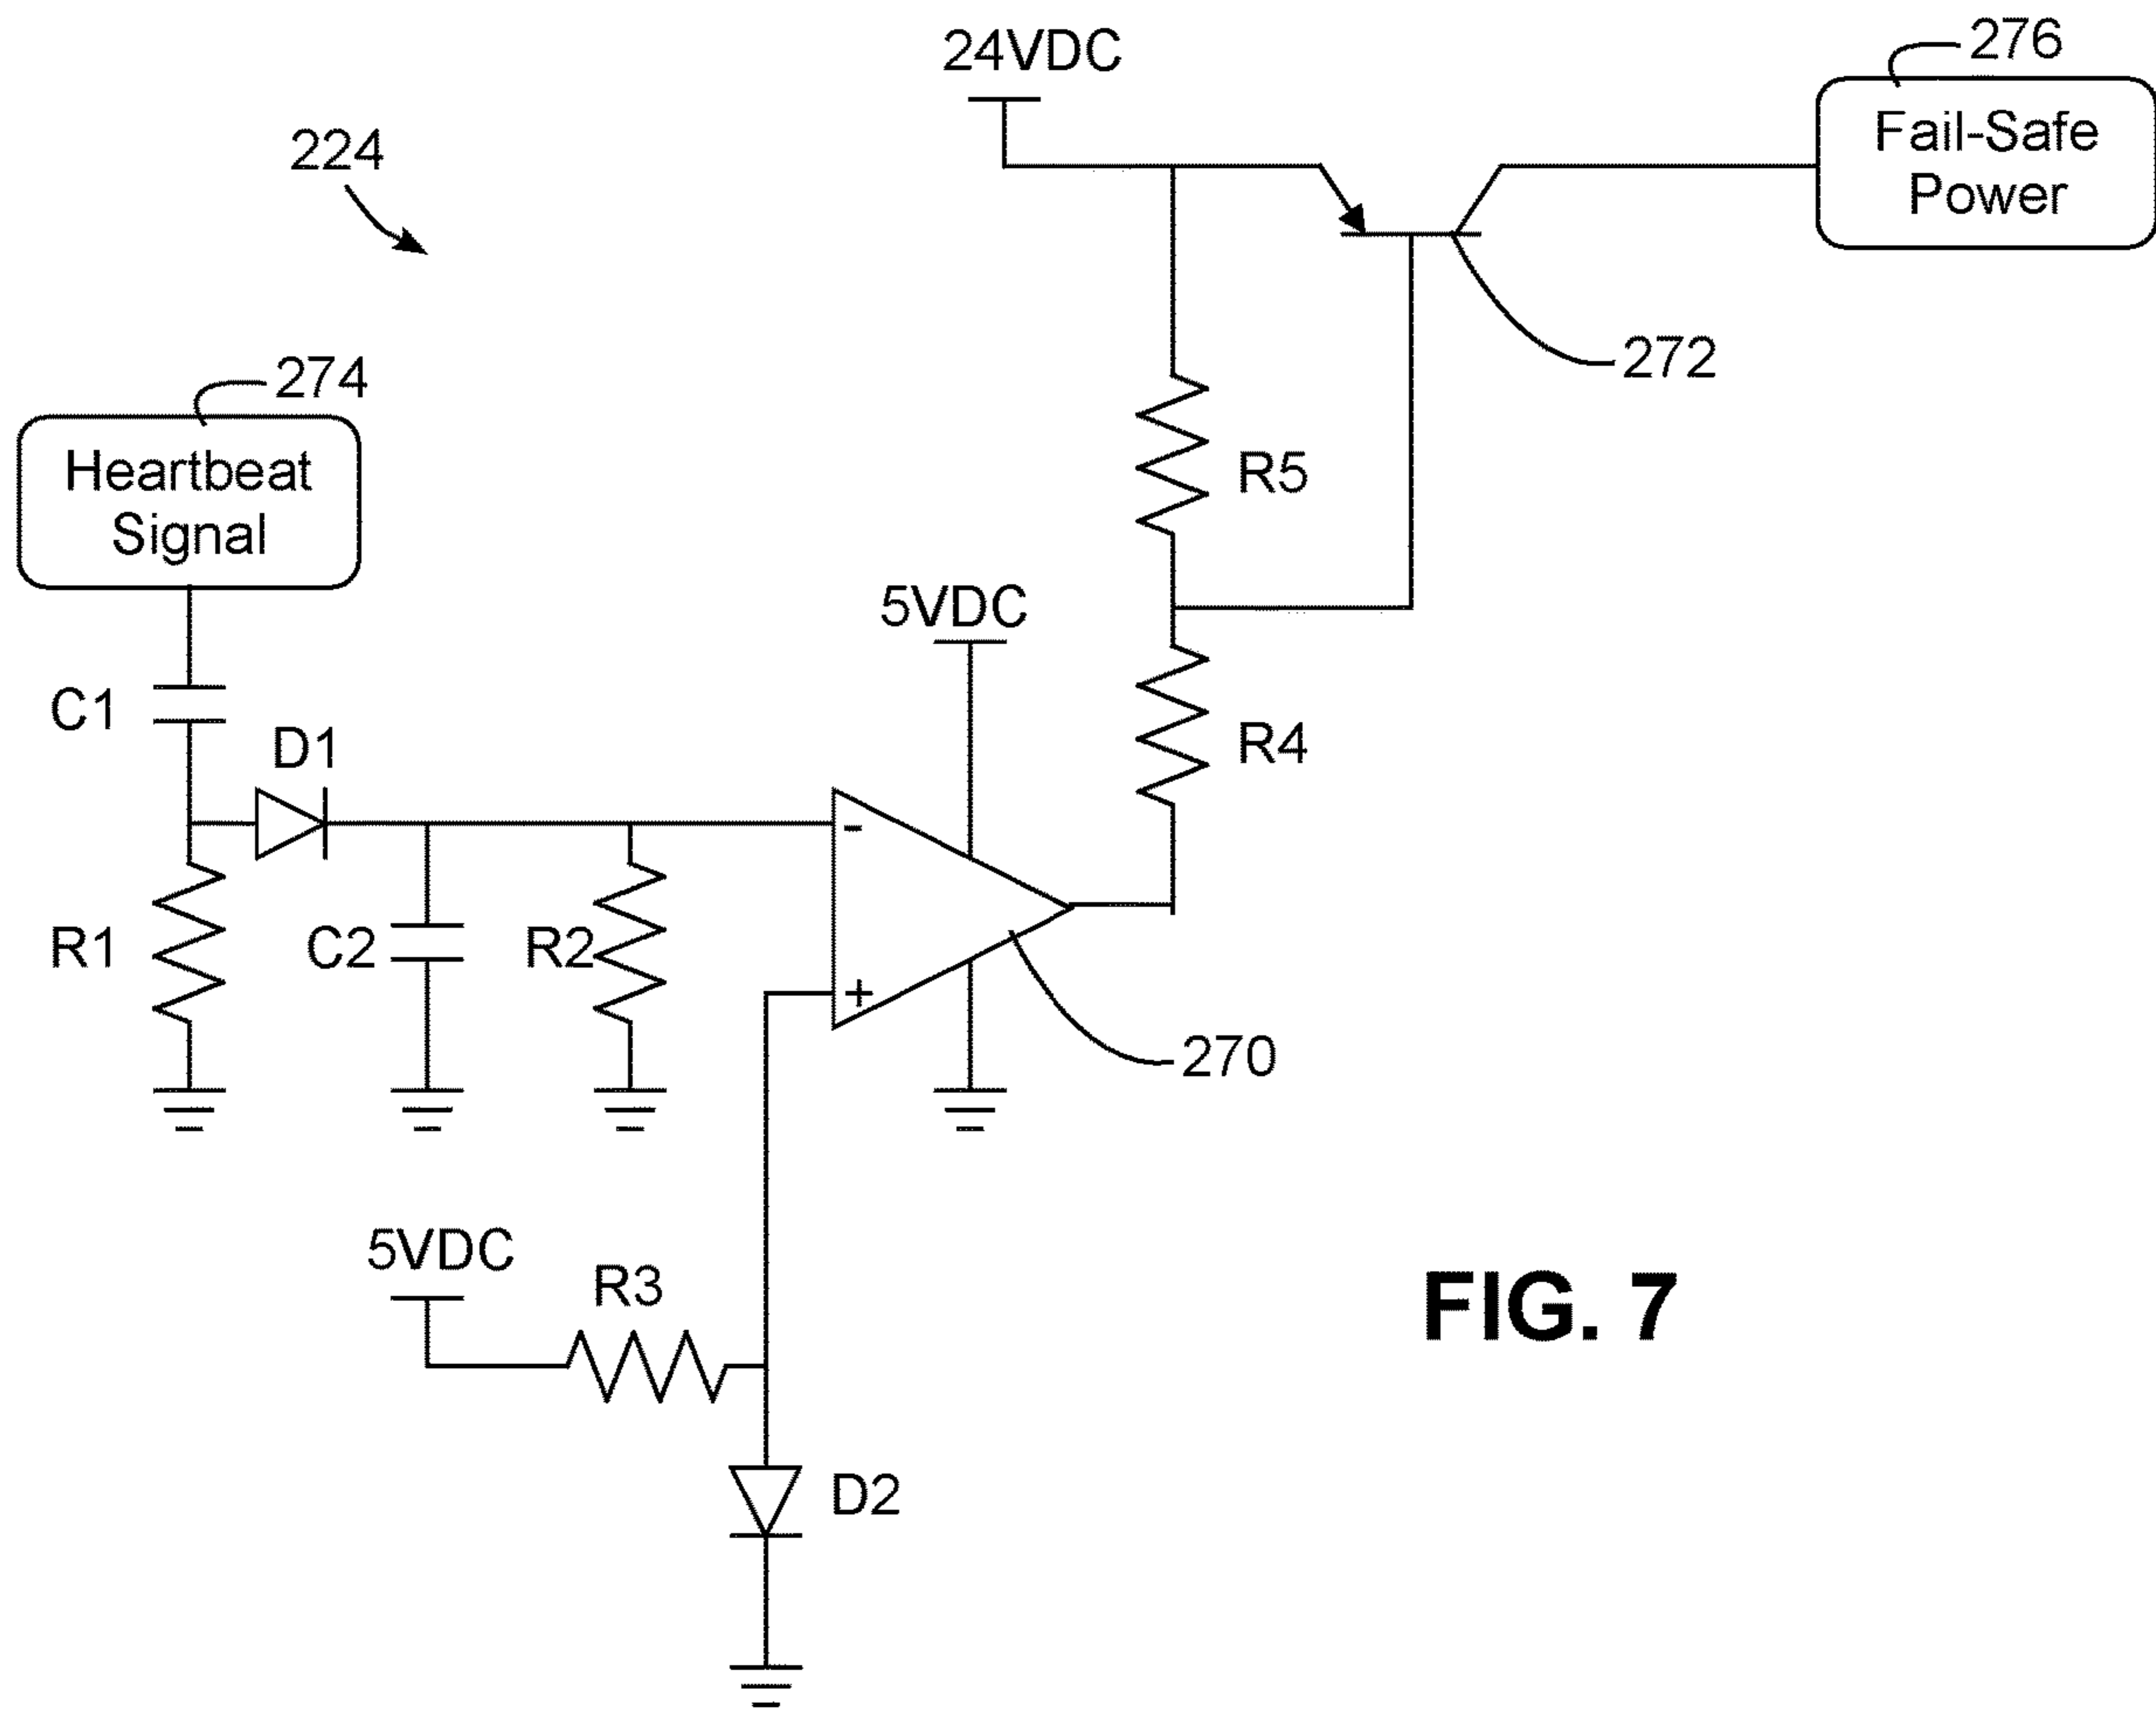 24VDC
276
Fail-Safe
Power
224
272
274
Heartbeat
Signal
R5
5VDC
C1
D1
R4
-
R1
C2
R2
+
270
5VDC
R3
D2
FIG. 7